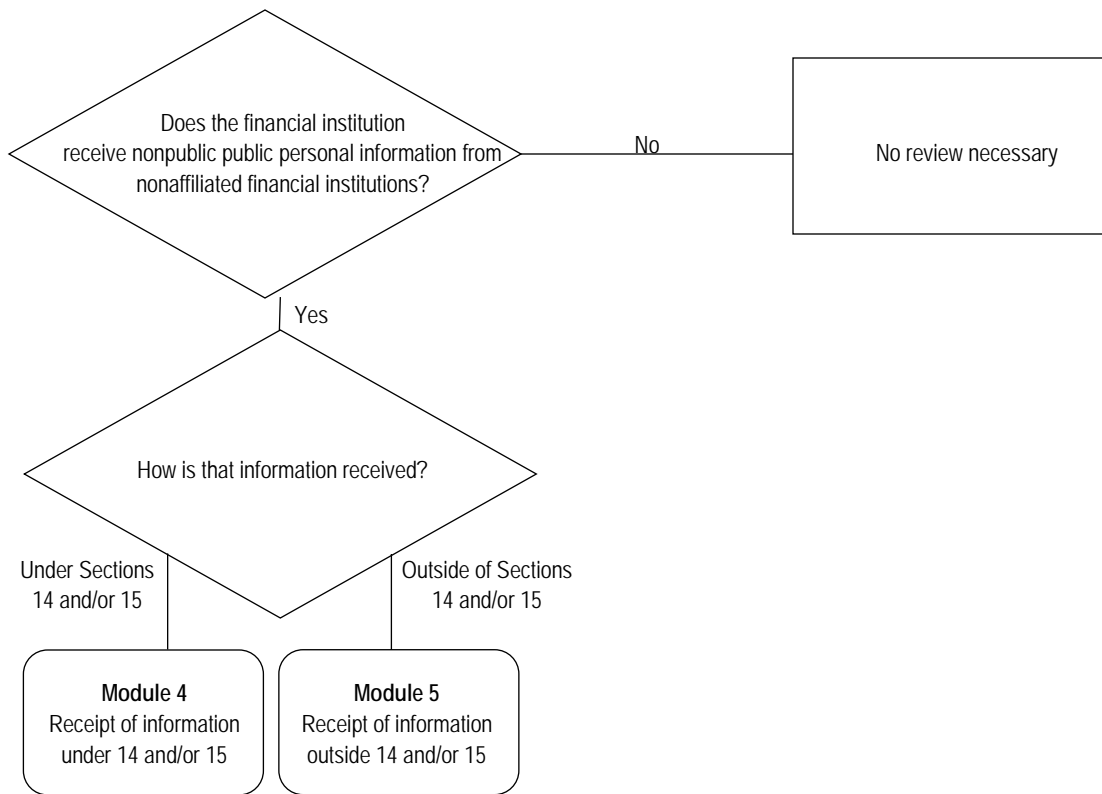 Does the financial institution
receive nonpublic public personal information from
nonaffiliated financial institutions?
No
No review necessary
Yes
How is that information received?
Under Sections
14 and/or 15
Outside of Sections
14 and/or 15
Module 4
Receipt of information
under 14 and/or 15
Module 5
Receipt of information
outside 14 and/or 15